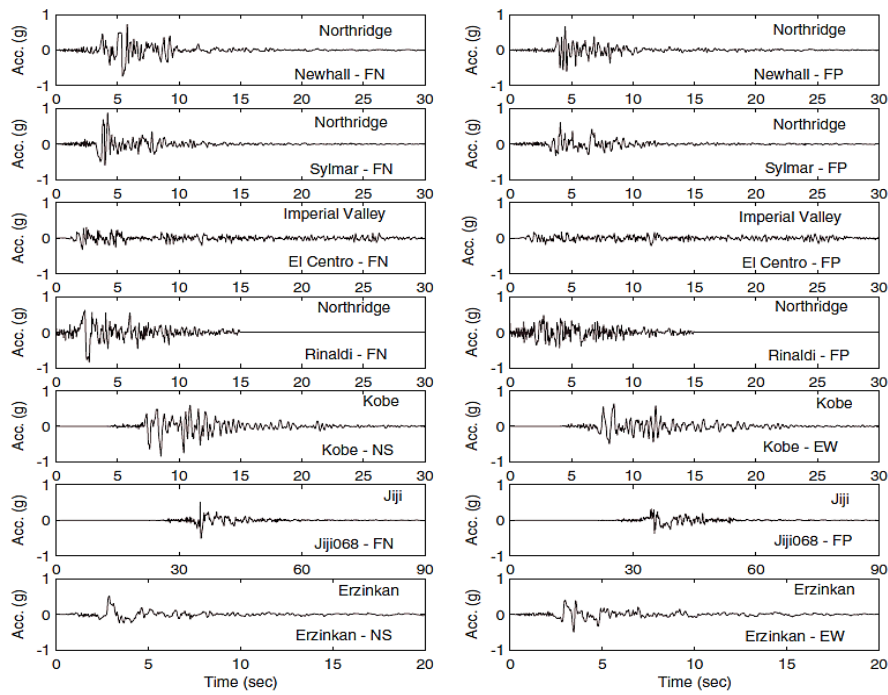 Acc. (g)
1
Northridge
0
Newhall - FN
-1
0 5 10 15 20 25 30
Acc. (g)
1
Northridge
0
Newhall - FP
-1
0 5 10 15 20 25 30
Acc. (g)
1
Northridge
0
Sylmar - FN
-1
0 5 10 15 20 25 30
Acc. (g)
1
Northridge
0
Sylmar - FP
-1
0 5 10 15 20 25 30
Acc. (g)
1
Imperial Valley
0
El Centro - FN
-1
0 5 10 15 20 25 30
Acc. (g)
1
Imperial Valley
0
El Centro - FP
-1
0 5 10 15 20 25 30
Acc. (g)
1
Northridge
0
Rinaldi - FN
-1
0 5 10 15 20 25 30
Acc. (g)
1
Northridge
0
Rinaldi - FP
-1
0 5 10 15 20 25 30
Acc. (g)
1
Kobe
0
Kobe - NS
-1
0 5 10 15 20 25 30
Acc. (g)
1
Kobe
0
Kobe - EW
-1
0 5 10 15 20 25 30
Acc. (g)
1
Jiji
0
Jiji068 - FN
-1
0 30 60 90
Acc. (g)
1
Jiji
0
Jiji068 - FP
-1
0 30 60 90
Acc. (g)
1
Erzinkan
0
Erzinkan - NS
-1
0 5 10 15 20
Time (sec)
Acc. (g)
1
Erzinkan
0
Erzinkan - EW
-1
0 5 10 15 20
Time (sec)